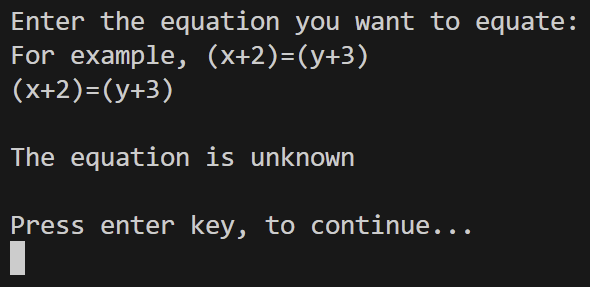 Enter the equation you want to equate:
For example, (x+2)=(y+3)
(x+2)=(y+3)
The equation is unknown
Press enter key, to continue...